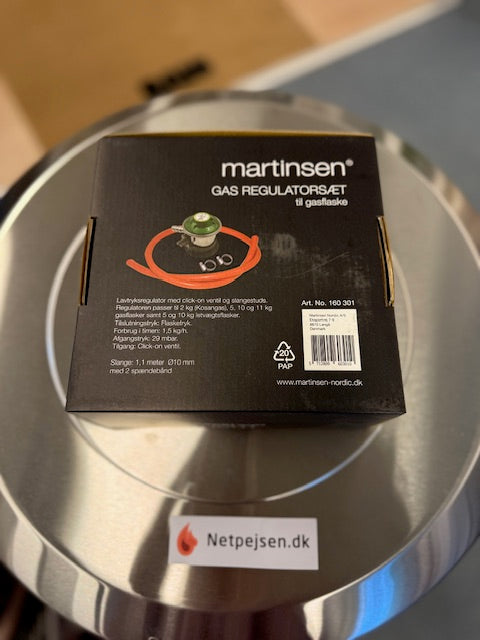 martinsen®
GAS REGULATORSÆT
til gasflaske
Lavtryksregulator med click-on ventil og slangestuds.
Regulatoren passer til 2 kg (Kosangas), 5, 10 og 11 kg
gasflasker samt 5 og 10 kg letvægtsflasker.
Tilslutningstryk: Flasketryk.
Forbrug i timen: 1,5 kg/h.
Afgangstryk: 29 mbar.
Tilgang: Click-on ventil.
Slange: 1,1 meter Ø10 mm
med 2 spændebånd
Art. No. 160 301
Martinsen Nordic A/S
Danmark
20
PAP
www.martinsen-nordic.dk
Netpejsen.dk